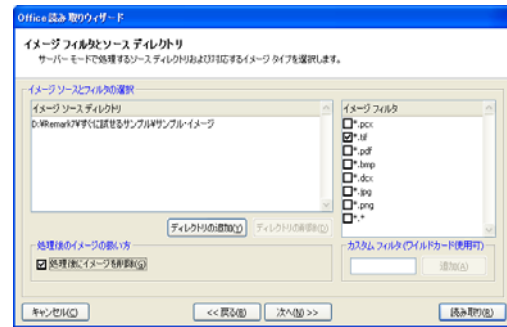 Office 読み取りウィザード
イメージ フィルタとソース ディレクトリ
サーバー モードで処理するソース ディレクトリおよび対応するイメージ タイプを選択します。
イメージ ソースとフィルタの選択
イメージ ソース ディレクトリ
D:¥Remark7¥すぐに試せるサンプル¥サンプル・イメージ
ディレクトリの追加(Y)
ディレクトリの削除(D)
イメージ フィルタ
*.pcx
*.tif
*.pdf
*.bmp
*.dcx
*.jpg
*.png
*.*
処理後のイメージの扱い方
処理後にイメージを削除(G)
カスタム フィルタ(ワイルドカード使用可)
追加(A)
キャンセル(C)
<< 戻る(B)
次へ(N) >>
読み取り(R)